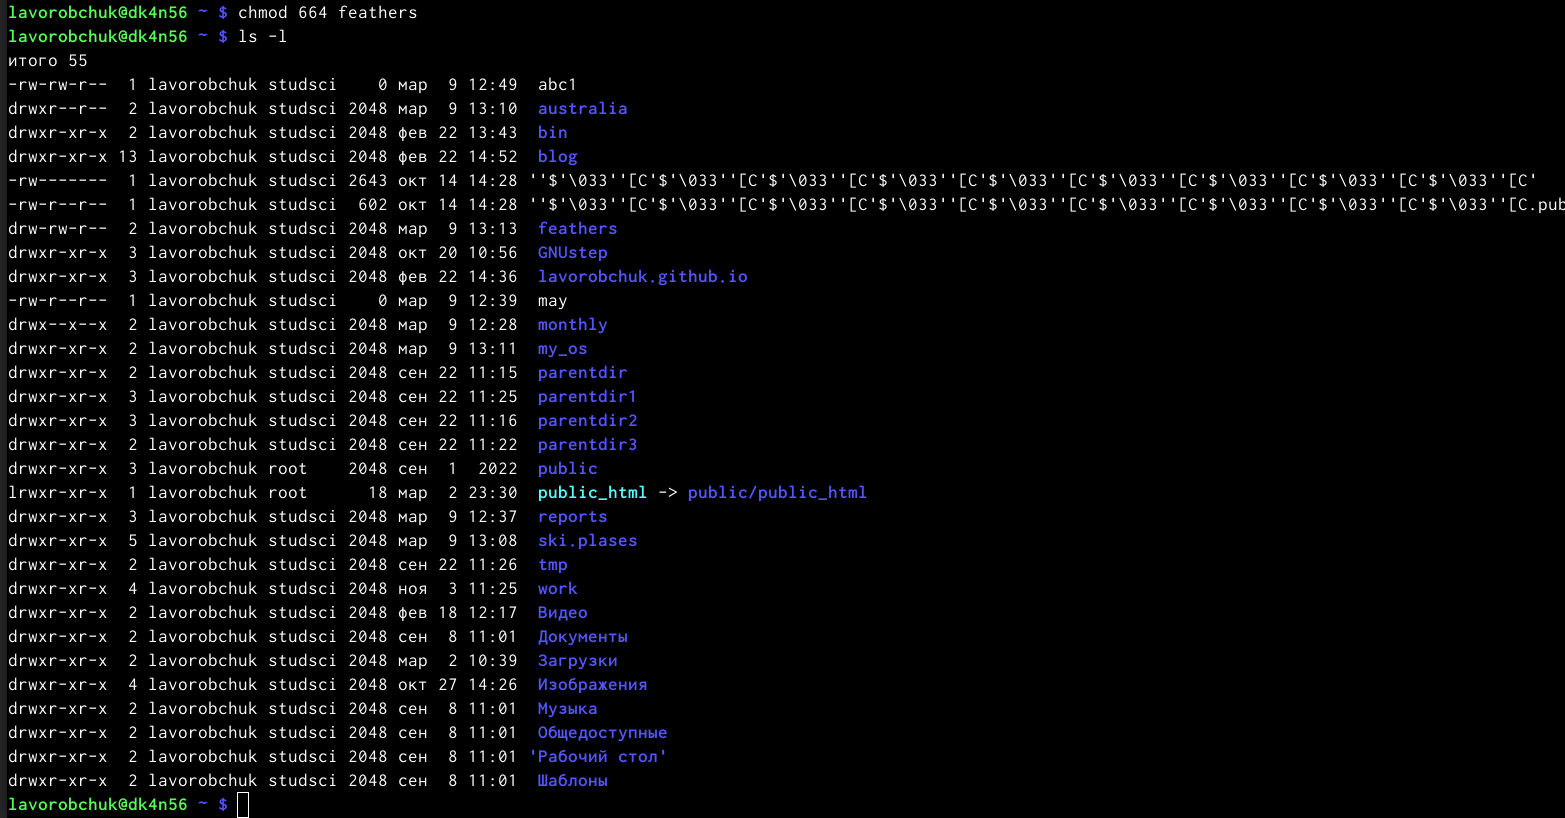 lavorobchuk@dk4n56 ~ $ chmod 664 feathers
lavorobchuk@dk4n56 ~ $ ls -l
итого 55
-rw-rw-r--  1 lavorobchuk studsci    0 мар  9 12:49  abc1
drwxr--r--  2 lavorobchuk studsci 2048 мар  9 13:10  australia
drwxr-xr-x  2 lavorobchuk studsci 2048 фев 22 13:43  bin
drwxr-xr-x 13 lavorobchuk studsci 2048 фев 22 14:52  blog
-rw-------  1 lavorobchuk studsci 2643 окт 14 14:28 ''$'\033''[C'$'\033''[C'$'\033''[C'$'\033''[C'$'\033''[C'$'\033''[C'$'\033''[C'$'\033''[C'$'\033''[C'
-rw-r--r--  1 lavorobchuk studsci  602 окт 14 14:28 ''$'\033''[C'$'\033''[C'$'\033''[C'$'\033''[C'$'\033''[C'$'\033''[C'$'\033''[C'$'\033''[C'$'\033''[C.pub
drw-rw-r--  2 lavorobchuk studsci 2048 мар  9 13:13  feathers
drwxr-xr-x  3 lavorobchuk studsci 2048 окт 20 10:56  GNUstep
drwxr-xr-x  3 lavorobchuk studsci 2048 фев 22 14:36  lavorobchuk.github.io
-rw-r--r--  1 lavorobchuk studsci    0 мар  9 12:39  may
drwx--x--x  2 lavorobchuk studsci 2048 мар  9 12:28  monthly
drwxr-xr-x  2 lavorobchuk studsci 2048 мар  9 13:11  my_os
drwxr-xr-x  2 lavorobchuk studsci 2048 сен 22 11:15  parentdir
drwxr-xr-x  3 lavorobchuk studsci 2048 сен 22 11:25  parentdir1
drwxr-xr-x  3 lavorobchuk studsci 2048 сен 22 11:16  parentdir2
drwxr-xr-x  2 lavorobchuk studsci 2048 сен 22 11:22  parentdir3
drwxr-xr-x  3 lavorobchuk root    2048 сен  1  2022  public
lrwxr-xr-x  1 lavorobchuk root      18 мар  2 23:30  public_html -> public/public_html
drwxr-xr-x  3 lavorobchuk studsci 2048 мар  9 12:37  reports
drwxr-xr-x  5 lavorobchuk studsci 2048 мар  9 13:08  ski.plases
drwxr-xr-x  2 lavorobchuk studsci 2048 сен 22 11:26  tmp
drwxr-xr-x  4 lavorobchuk studsci 2048 ноя  3 11:25  work
drwxr-xr-x  2 lavorobchuk studsci 2048 фев 18 12:17  Видео
drwxr-xr-x  2 lavorobchuk studsci 2048 сен  8 11:01  Документы
drwxr-xr-x  2 lavorobchuk studsci 2048 мар  2 10:39  Загрузки
drwxr-xr-x  4 lavorobchuk studsci 2048 окт 27 14:26  Изображения
drwxr-xr-x  2 lavorobchuk studsci 2048 сен  8 11:01  Музыка
drwxr-xr-x  2 lavorobchuk studsci 2048 сен  8 11:01  Общедоступные
drwxr-xr-x  2 lavorobchuk studsci 2048 сен  8 11:01 'Рабочий стол'
drwxr-xr-x  2 lavorobchuk studsci 2048 сен  8 11:01  Шаблоны
lavorobchuk@dk4n56 ~ $